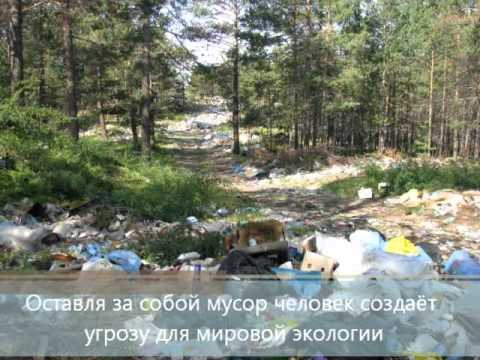 Оставля за собой мусор человек создаёт
угрозу для мировой экологии